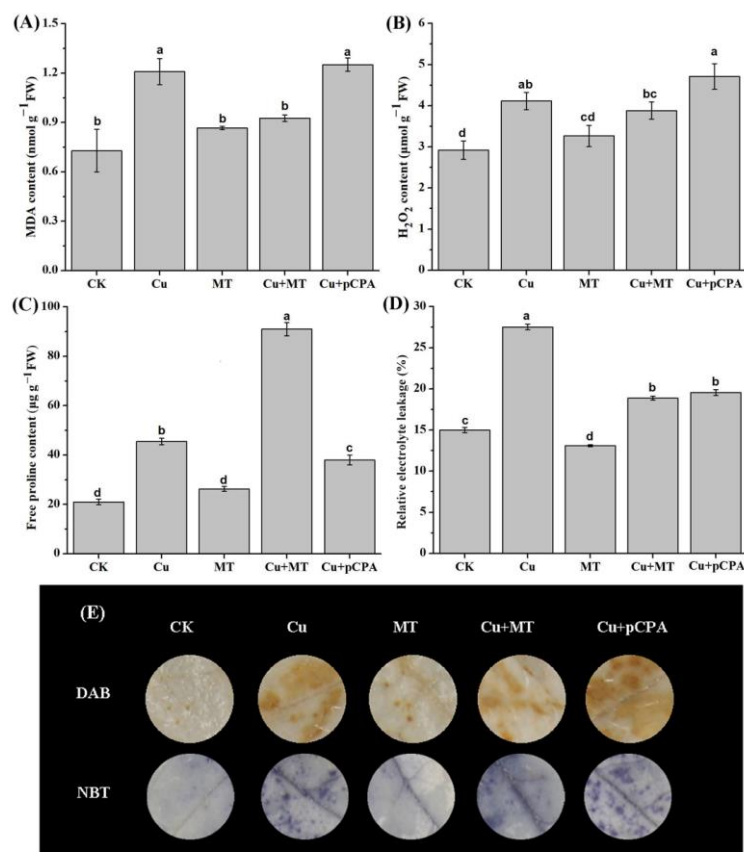 (A)
MDA content (nmol g⁻¹ FW)
1.5
1.2
0.9
0.6
0.3
0.0
b
a
b
b
a
CK
Cu
MT
Cu+MT
Cu+pCPA
(B)
H₂O₂ content (μmol g⁻¹ FW)
6
5
4
3
2
1
0
d
ab
cd
bc
a
CK
Cu
MT
Cu+MT
Cu+pCPA
(C)
Free proline content (μg g⁻¹ FW)
100
80
60
40
20
0
d
b
d
a
c
CK
Cu
MT
Cu+MT
Cu+pCPA
(D)
Relative electrolyte leakage (%)
30
25
20
15
10
5
0
c
a
d
b
b
CK
Cu
MT
Cu+MT
Cu+pCPA
(E)
CK Cu MT Cu+MT Cu+pCPA
DAB
NBT